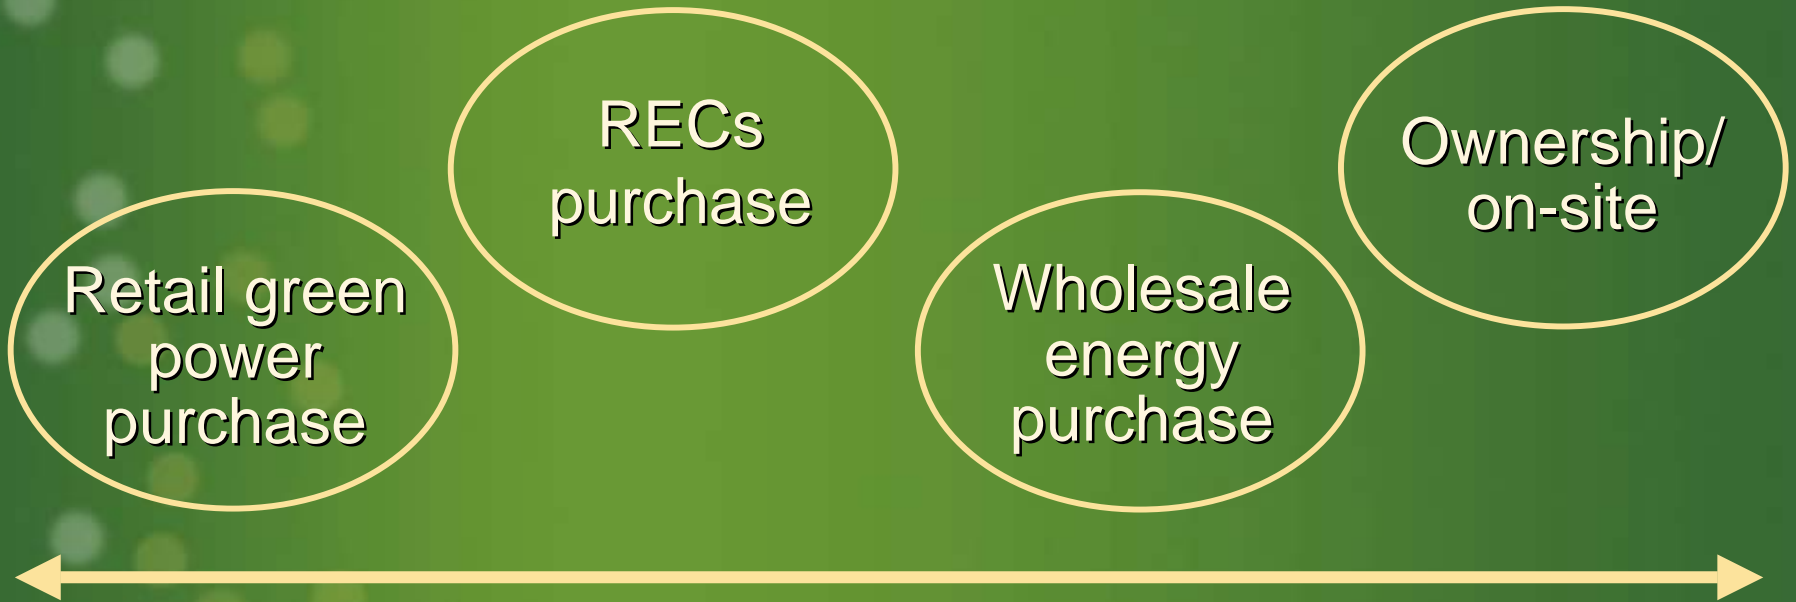 Retail green
power
purchase
RECs
purchase
Wholesale
energy
purchase
Ownership/
on-site